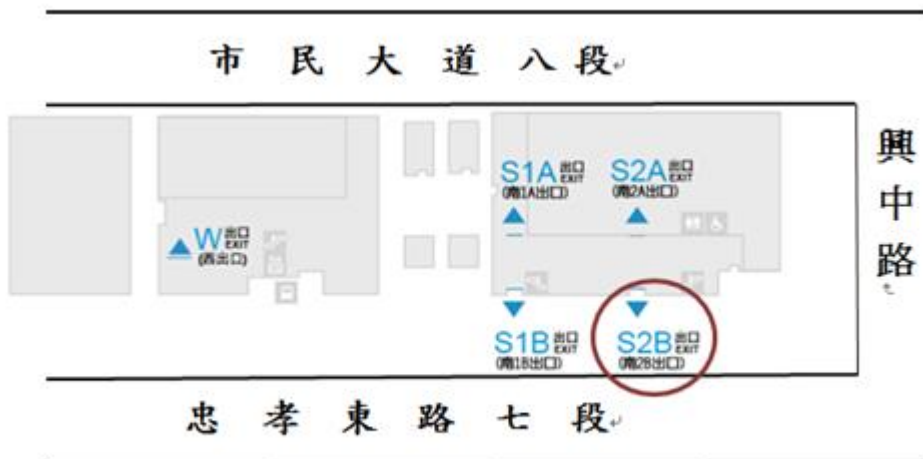 市民大道八段
興中路
S1A 出口 EXIT
(南1A出口)
S2A 出口 EXIT
(南2A出口)
W 出口 EXIT
(西出口)
S1B 出口 EXIT
(南1B出口)
S2B 出口 EXIT
(南2B出口)
忠孝東路七段